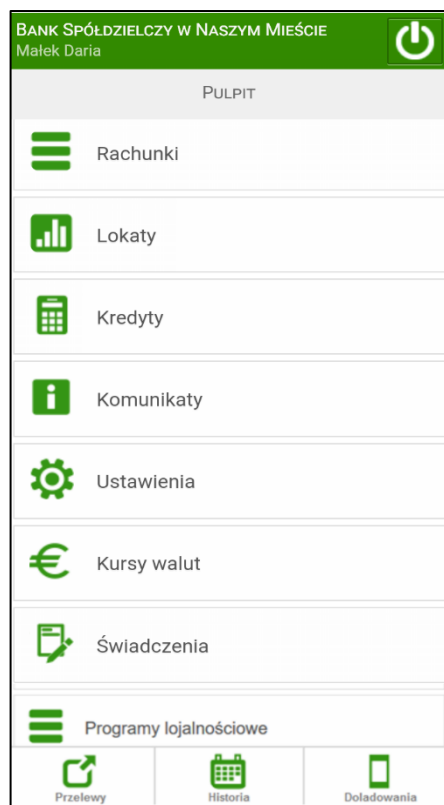 BANK SPÓŁDZIELCZY W NASZYM MIEŚCIE
Małek Daria
PULPIT
Rachunki
Lokaty
Kredyty
Komunikaty
Ustawienia
Kursy walut
Świadczenia
Programy lojalnościowe
Przelewy Historia Doladowania